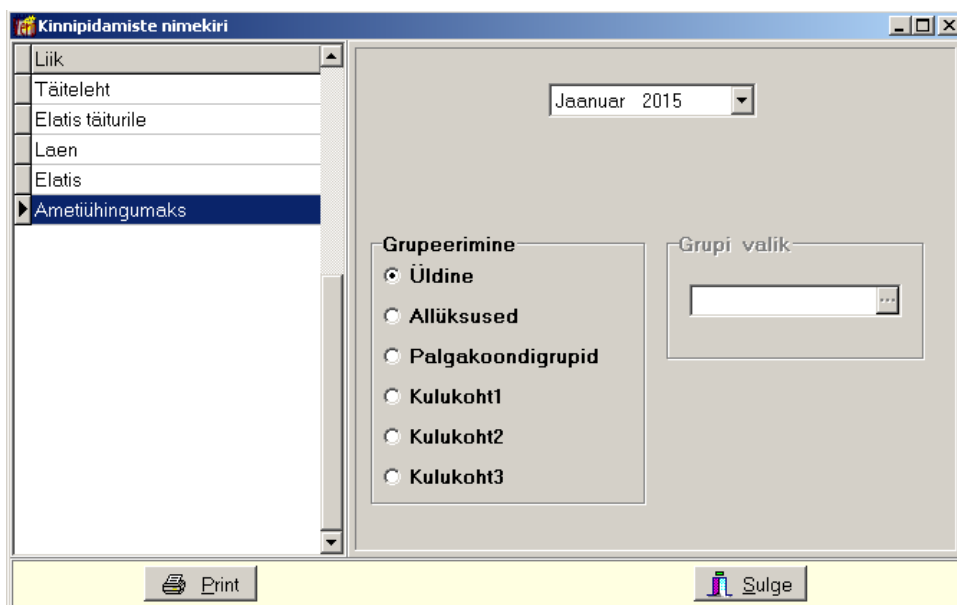 Kinnipidamiste nimekiri
Liik
Täiteleht
Elatis täiturile
Laen
Elatis
Ametiühingumaks
Jaanuar 2015
Grupeerimine
Üldine
Allüksused
Palgakoondigrupid
Kulukoht1
Kulukoht2
Kulukoht3
Grupi valik
...
Print
Sulge